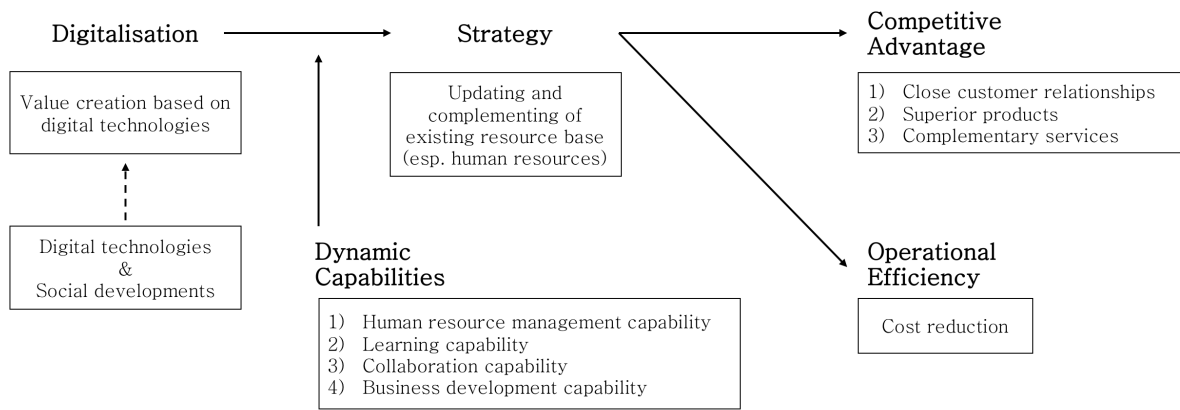 Digitalisation
Value creation based on
digital technologies
Digital technologies
&
Social developments
Strategy
Updating and
complementing of
existing resource base
(esp. human resources)
Dynamic
Capabilities
1) Human resource management capability
2) Learning capability
3) Collaboration capability
4) Business development capability
Competitive
Advantage
1) Close customer relationships
2) Superior products
3) Complementary services
Operational
Efficiency
Cost reduction